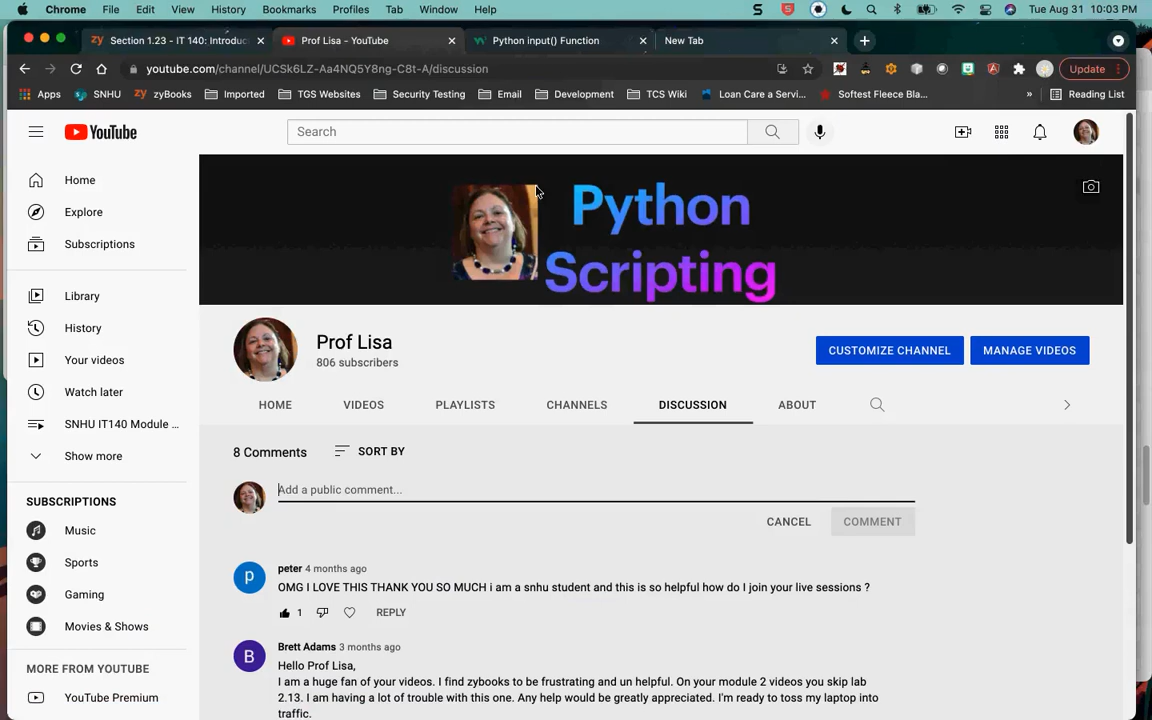 Chrome File Edit View History Bookmarks Profiles Tab Window Help Tue Aug 31 10:03 PM
Section 1.23 - IT 140: Introduc Prof Lisa - YouTube Python input() Function New Tab
youtube.com/channel/UCSk6LZ-Aa4NQ5Y8ng-C8t-A/discussion Update
Apps SNHU zyBooks Imported TGS Websites Security Testing Email Development TCS Wiki Loan Care a Servi... Softest Fleece Bla... » Reading List
YouTube Search
Home
Explore
Subscriptions
Library
History
Your videos
Watch later
SNHU IT140 Module ...
Show more
SUBSCRIPTIONS
Music
Sports
Gaming
Movies & Shows
MORE FROM YOUTUBE
YouTube Premium
Python
Scripting
Prof Lisa
806 subscribers
CUSTOMIZE CHANNEL MANAGE VIDEOS
HOME VIDEOS PLAYLISTS CHANNELS DISCUSSION ABOUT
8 Comments SORT BY
Add a public comment...
CANCEL COMMENT
p
peter 4 months ago
OMG I LOVE THIS THANK YOU SO MUCH i am a snhu student and this is so helpful how do I join your live sessions ?
1 REPLY
B
Brett Adams 3 months ago
Hello Prof Lisa,
I am a huge fan of your videos. I find zybooks to be frustrating and un helpful. On your module 2 videos you skip lab
2.13. I am having a lot of trouble with this one. Any help would be greatly appreciated. I'm ready to toss my laptop into
traffic.